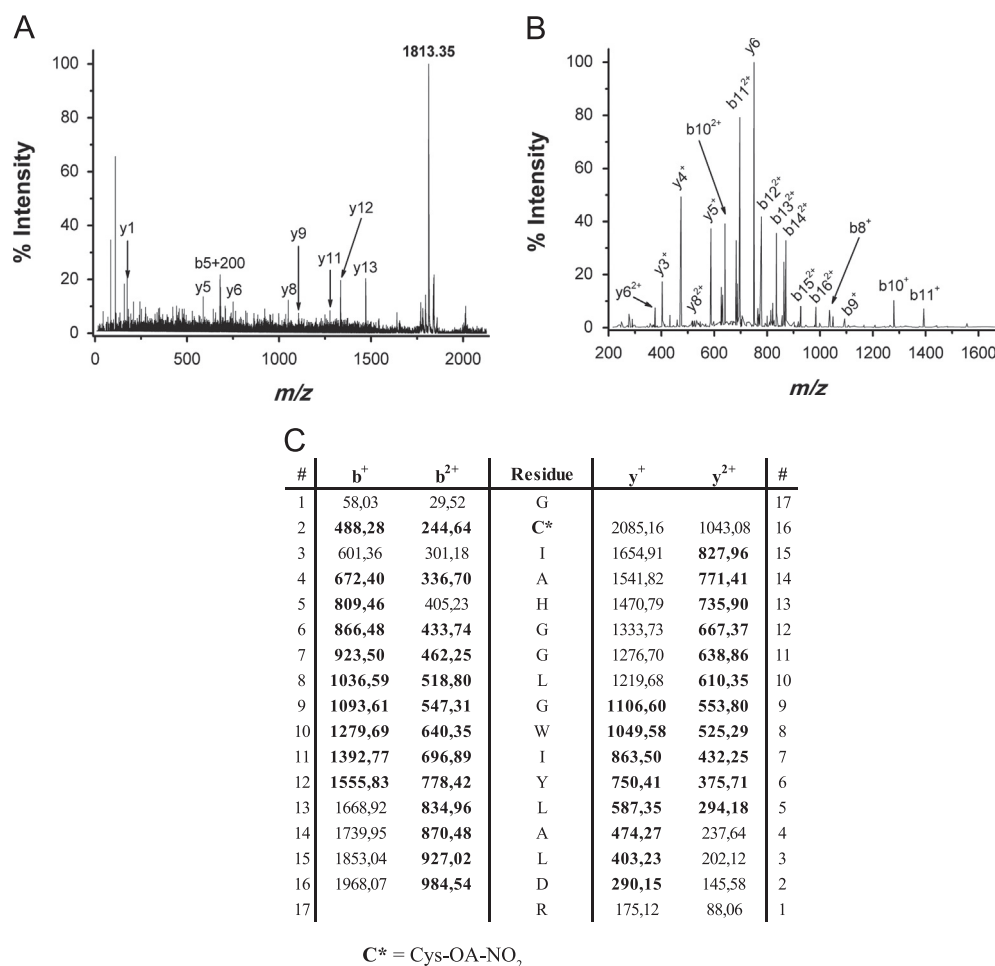 A
B
1813.35
100
80
60
40
20
0
% Intensity
y1
y5
b5+200
y6
y8
y9
y11
y12
y13
0 500 1000 1500 2000
m/z
100
80
60
40
20
0
% Intensity
y6²⁺
y3⁺
y4⁺
y8²⁺
y5⁺
b10²⁺
b11²⁺
y6
b12²⁺
b13²⁺
b14²⁺
b15²⁺
b16²⁺
b8⁺
b9⁺
b10⁺
b11⁺
200 400 600 800 1000 1200 1400 1600
m/z
C
# b⁺ b²⁺ Residue y⁺ y²⁺ #
1 58,03 29,52 G 17
2 488,28 244,64 C* 2085,16 1043,08 16
3 601,36 301,18 I 1654,91 827,96 15
4 672,40 336,70 A 1541,82 771,41 14
5 809,46 405,23 H 1470,79 735,90 13
6 866,48 433,74 G 1333,73 667,37 12
7 923,50 462,25 G 1276,70 638,86 11
8 1036,59 518,80 L 1219,68 610,35 10
9 1093,61 547,31 G 1106,60 553,80 9
10 1279,69 640,35 W 1049,58 525,29 8
11 1392,77 696,89 I 863,50 432,25 7
12 1555,83 778,42 Y 750,41 375,71 6
13 1668,92 834,96 L 587,35 294,18 5
14 1739,95 870,48 A 474,27 237,64 4
15 1853,04 927,02 L 403,23 202,12 3
16 1968,07 984,54 D 290,15 145,58 2
17 R 175,12 88,06 1
C* = Cys-OA-NO₂